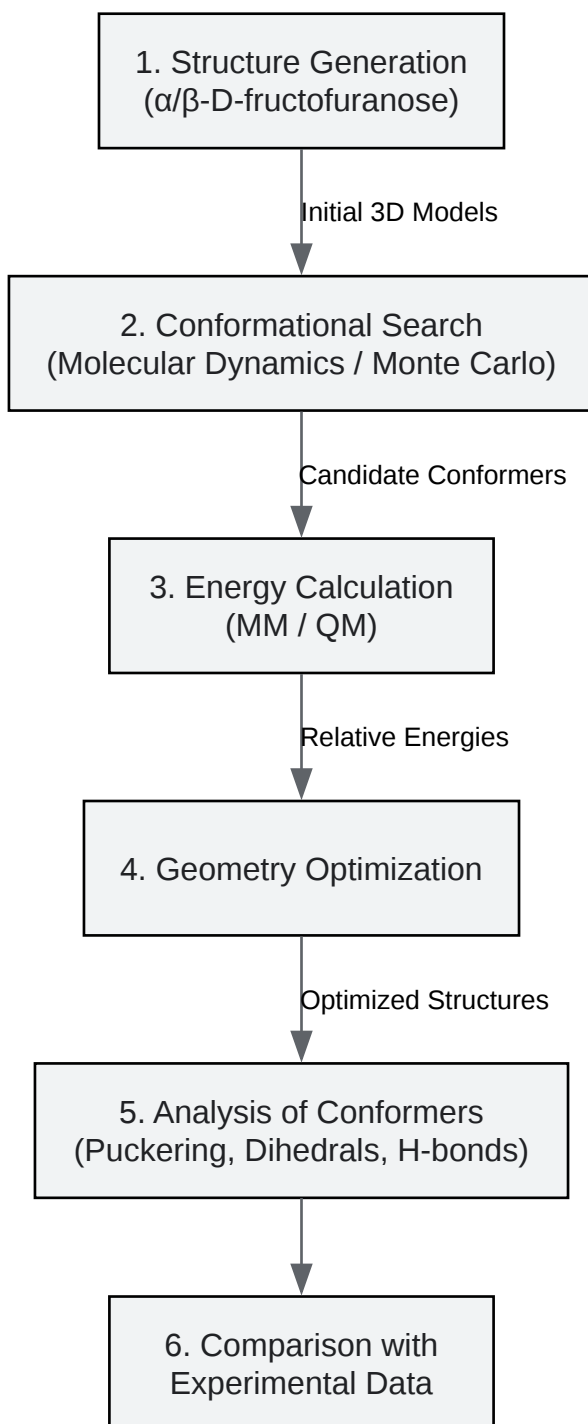 1. Structure Generation
(α/β-D-fructofuranose)
Initial 3D Models
2. Conformational Search
(Molecular Dynamics / Monte Carlo)
Candidate Conformers
3. Energy Calculation
(MM / QM)
Relative Energies
4. Geometry Optimization
Optimized Structures
5. Analysis of Conformers
(Puckering, Dihedrals, H-bonds)
6. Comparison with
Experimental Data